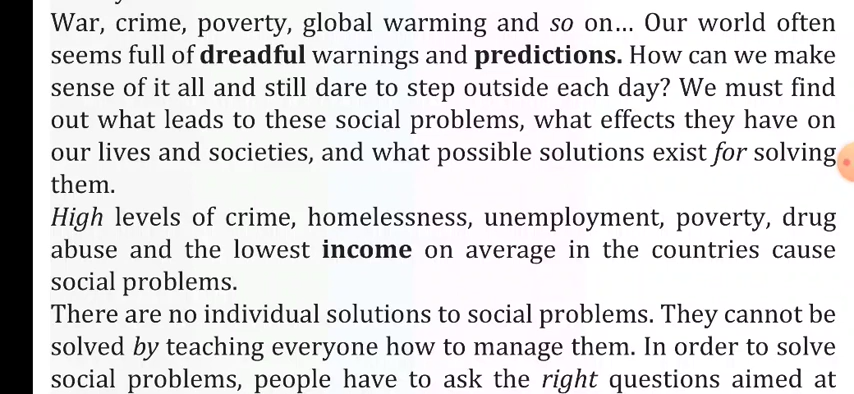 War, crime, poverty, global warming and so on... Our world often
seems full of dreadful warnings and predictions. How can we make
sense of it all and still dare to step outside each day? We must find
out what leads to these social problems, what effects they have on
our lives and societies, and what possible solutions exist for solving
them.
High levels of crime, homelessness, unemployment, poverty, drug
abuse and the lowest income on average in the countries cause
social problems.
There are no individual solutions to social problems. They cannot be
solved by teaching everyone how to manage them. In order to solve
social problems, people have to ask the right questions aimed at